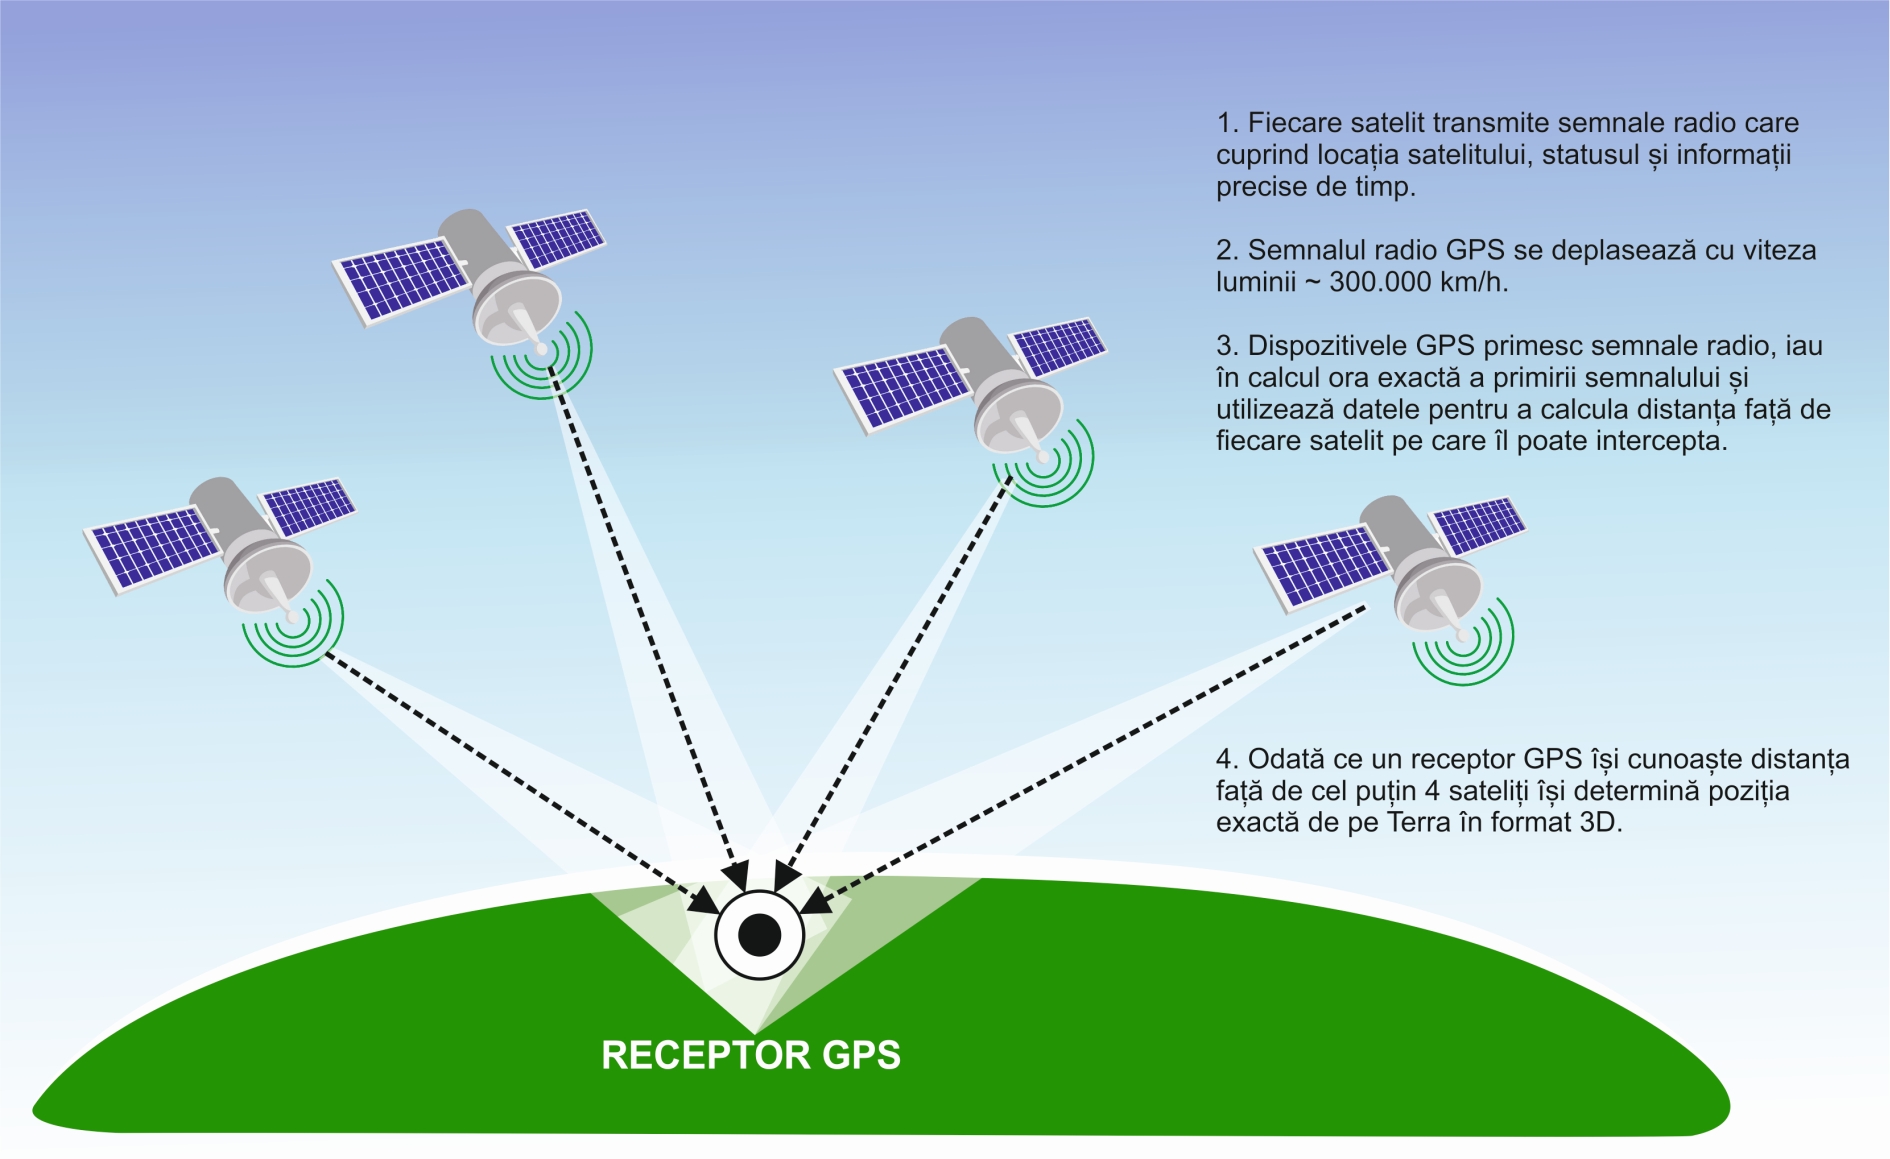 1. Fiecare satelit transmite semnale radio care
cuprind locația satelitului, statusul și informații
precise de timp.
2. Semnalul radio GPS se deplasează cu viteza
luminii ~ 300.000 km/h.
3. Dispozitivele GPS primesc semnale radio, iau
în calcul ora exactă a primirii semnalului și
utilizează datele pentru a calcula distanța față de
fiecare satelit pe care îl poate intercepta.
4. Odată ce un receptor GPS își cunoaște distanța
față de cel puțin 4 sateliți își determină poziția
exactă de pe Terra în format 3D.
RECEPTOR GPS